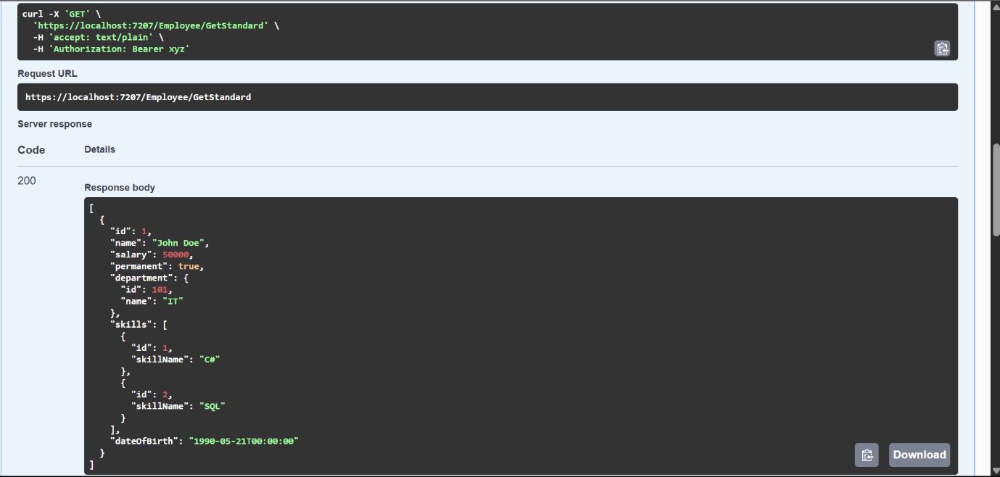 curl -X 'GET' \
  'https://localhost:7207/Employee/GetStandard' \
  -H 'accept: text/plain' \
  -H 'Authorization: Bearer xyz'
Request URL
https://localhost:7207/Employee/GetStandard
Server response
Code Details
200
Response body
[
  {
    "id": 1,
    "name": "John Doe",
    "salary": 50000,
    "permanent": true,
    "department": {
      "id": 101,
      "name": "IT"
    },
    "skills": [
      {
        "id": 1,
        "skillName": "C#"
      },
      {
        "id": 2,
        "skillName": "SQL"
      }
    ],
    "dateOfBirth": "1990-05-21T00:00:00"
  }
]
Download